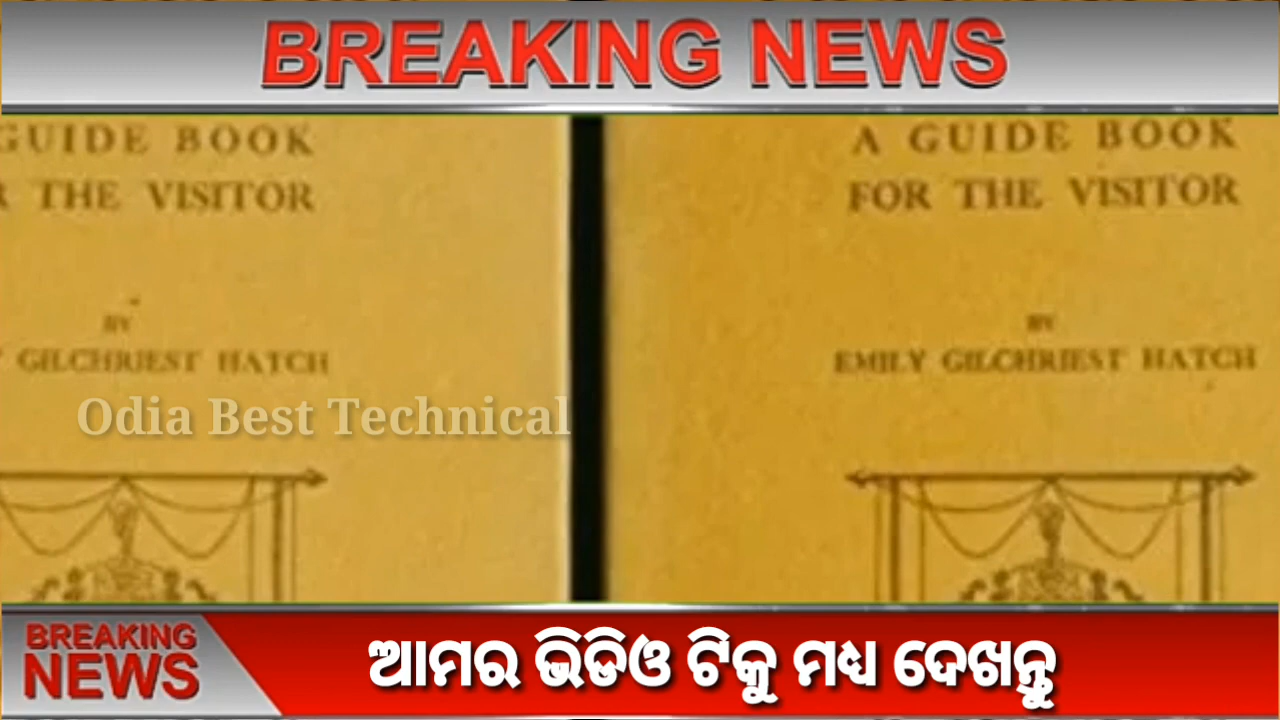 BREAKING NEWS
GUIDE BOOK
THE VISITOR
BY
GILCHRIEST HATCH
A GUIDE BOOK
FOR THE VISITOR
BY
EMILY GILCHRIEST HATCH
Odia Best Technical
BREAKING
NEWS
ଆମର ଭିଡିଓ ଟିକୁ ମଧ୍ୟ ଦେଖନ୍ତୁ